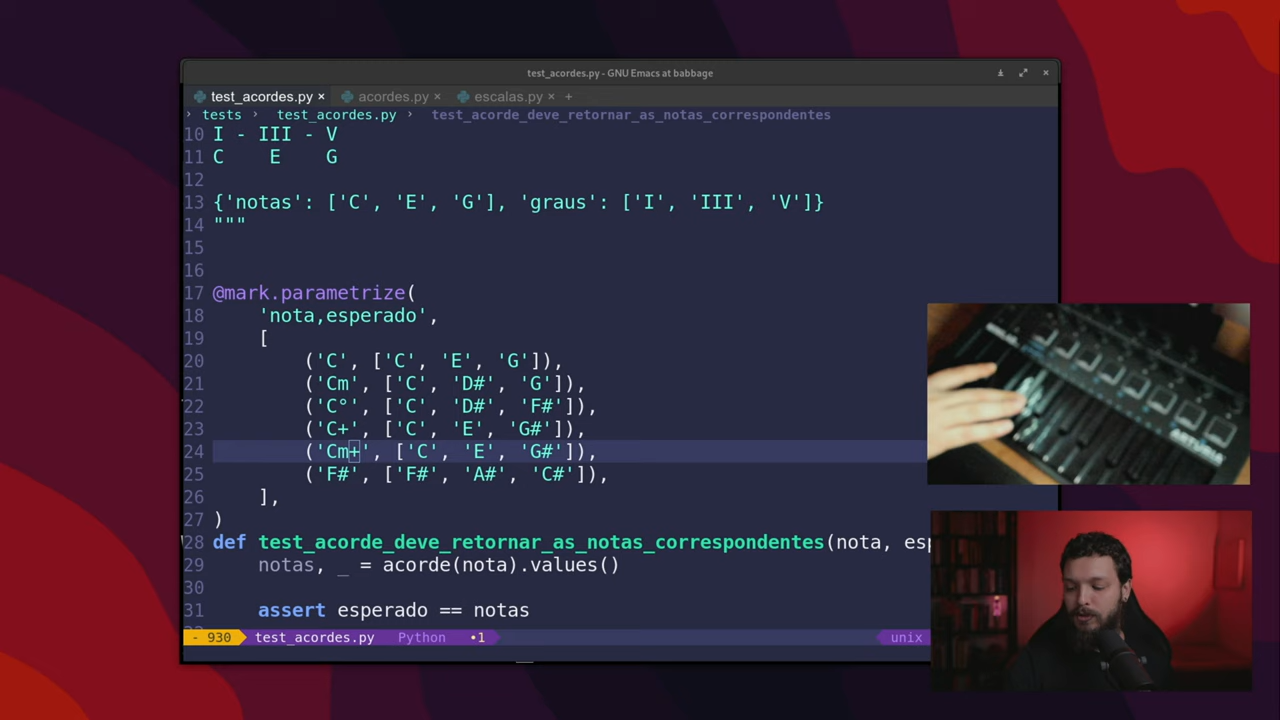 test_acordes.py - GNU Emacs at babbage
test_acordes.py × acordes.py × escalas.py × +
› tests › test_acordes.py › test_acorde_deve_retornar_as_notas_correspondentes
10 I - III - V
11 C E G
12
13 {'notas': ['C', 'E', 'G'], 'graus': ['I', 'III', 'V']}
14 """
15
16
17 @mark.parametrize(
18 'nota,esperado',
19 [
20 ('C', ['C', 'E', 'G']),
21 ('Cm', ['C', 'D#', 'G']),
22 ('C°', ['C', 'D#', 'F#']),
23 ('C+', ['C', 'E', 'G#']),
24 ('Cm+', ['C', 'E', 'G#']),
25 ('F#', ['F#', 'A#', 'C#']),
26 ],
27 )
28 def test_acorde_deve_retornar_as_notas_correspondentes(nota, esp
29 notas, _ = acorde(nota).values()
30
31 assert esperado == notas
- 930 test_acordes.py Python •1 unix